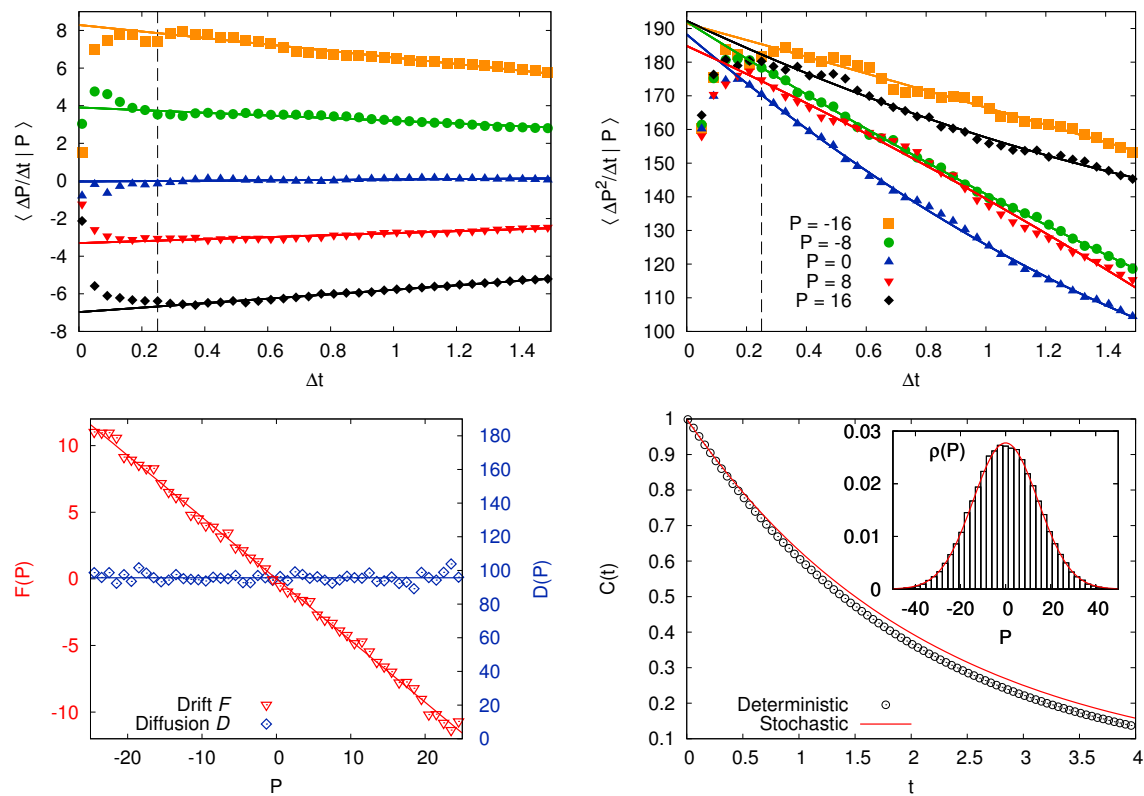 8
6
4
2
0
-2
-4
-6
-8
⟨ ΔP/Δt | P ⟩
0 0.2 0.4 0.6 0.8 1 1.2 1.4
Δt
190
180
170
160
150
140
130
120
110
100
⟨ ΔP²/Δt | P ⟩
P = -16
P = -8
P = 0
P = 8
P = 16
0 0.2 0.4 0.6 0.8 1 1.2 1.4
Δt
10
5
0
-5
-10
F(P)
180
160
140
120
100
80
60
40
20
0
D(P)
Drift F
Diffusion D
-20 -10 0 10 20
P
1
0.9
0.8
0.7
0.6
0.5
0.4
0.3
0.2
0.1
C(t)
0.03
0.02
0.01
0
ρ(P)
-40 -20 0 20 40
P
Deterministic
Stochastic
0 0.5 1 1.5 2 2.5 3 3.5 4
t